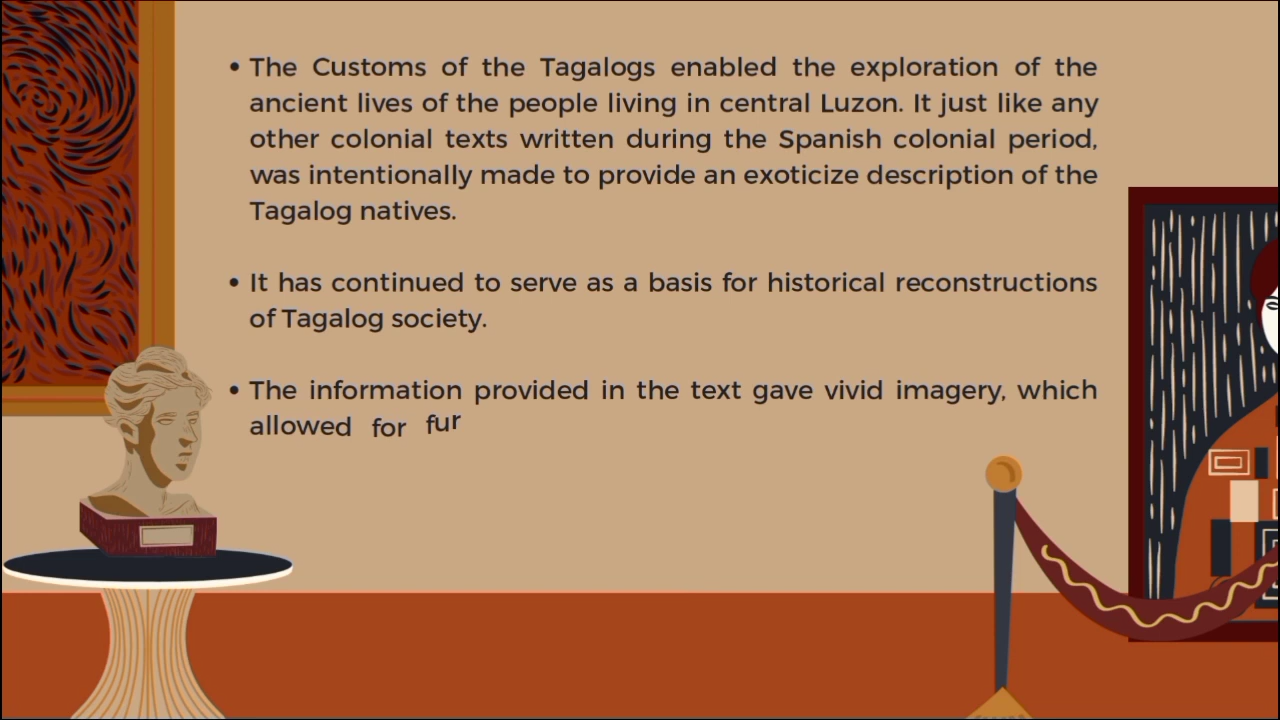 • The Customs of the Tagalogs enabled the exploration of the
ancient lives of the people living in central Luzon. It just like any
other colonial texts written during the Spanish colonial period,
was intentionally made to provide an exoticize description of the
Tagalog natives.
• It has continued to serve as a basis for historical reconstructions
of Tagalog society.
• The information provided in the text gave vivid imagery, which
allowed for fur